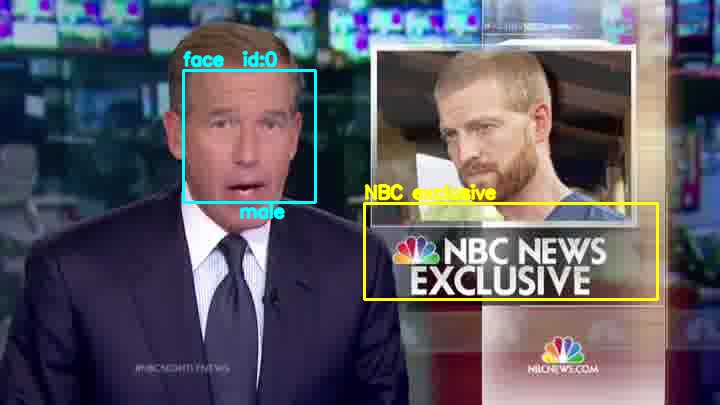 face id:0
male
NBC exclusive
NBC NEWS
EXCLUSIVE
#NBCNIGHTLYNEWS
NBCNEWS.COM